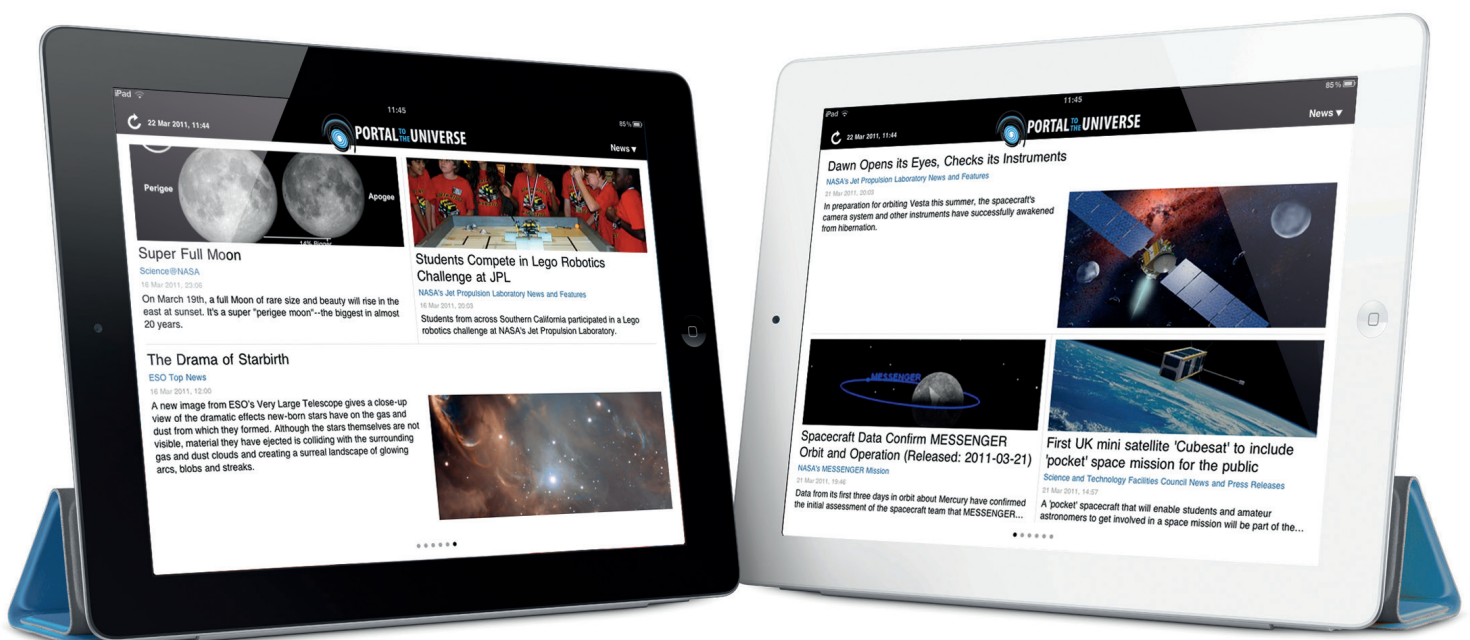 iPad
11:45
85%
22 Mar 2011, 11:44
PORTAL TO THE UNIVERSE
News ▼
Perigee
Apogee
14% Bigger
Super Full Moon
Science@NASA
16 Mar 2011, 23:06
On March 19th, a full Moon of rare size and beauty will rise in the
east at sunset. It's a super "perigee moon"--the biggest in almost
20 years.
Students Compete in Lego Robotics
Challenge at JPL
NASA's Jet Propulsion Laboratory News and Features
16 Mar 2011, 20:03
Students from across Southern California participated in a Lego
robotics challenge at NASA's Jet Propulsion Laboratory.
The Drama of Starbirth
ESO Top News
16 Mar 2011, 12:00
A new image from ESO's Very Large Telescope gives a close-up
view of the dramatic effects new-born stars have on the gas and
dust from which they formed. Although the stars themselves are not
visible, material they have ejected is colliding with the surrounding
gas and dust clouds and creating a surreal landscape of glowing
arcs, blobs and streaks.
iPad
11:45
85%
22 Mar 2011, 11:44
PORTAL TO THE UNIVERSE
News ▼
Dawn Opens its Eyes, Checks its Instruments
NASA's Jet Propulsion Laboratory News and Features
21 Mar 2011, 20:03
In preparation for orbiting Vesta this summer, the spacecraft's
camera system and other instruments have successfully awakened
from hibernation.
MESSENGER
Spacecraft Data Confirm MESSENGER
Orbit and Operation (Released: 2011-03-21)
NASA's MESSENGER Mission
21 Mar 2011, 19:48
Data from its first three days in orbit about Mercury have confirmed
the initial assessment of the spacecraft team that MESSENGER...
First UK mini satellite 'Cubesat' to include
'pocket' space mission for the public
Science and Technology Facilities Council News and Press Releases
21 Mar 2011, 14:57
A 'pocket' spacecraft that will enable students and amateur
astronomers to get involved in a space mission will be part of the...